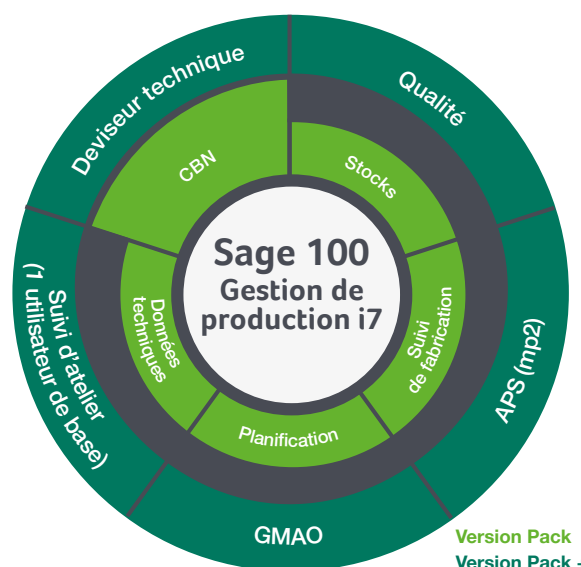 Deviseur technique
Qualité
CBN
Stocks
Sage 100
Gestion de
production i7
Données
techniques
Suivi
de fabrication
Planification
Suivi d'atelier
(1 utilisateur de base)
APS (mp2)
GMAO
Version Pack
Version Pack